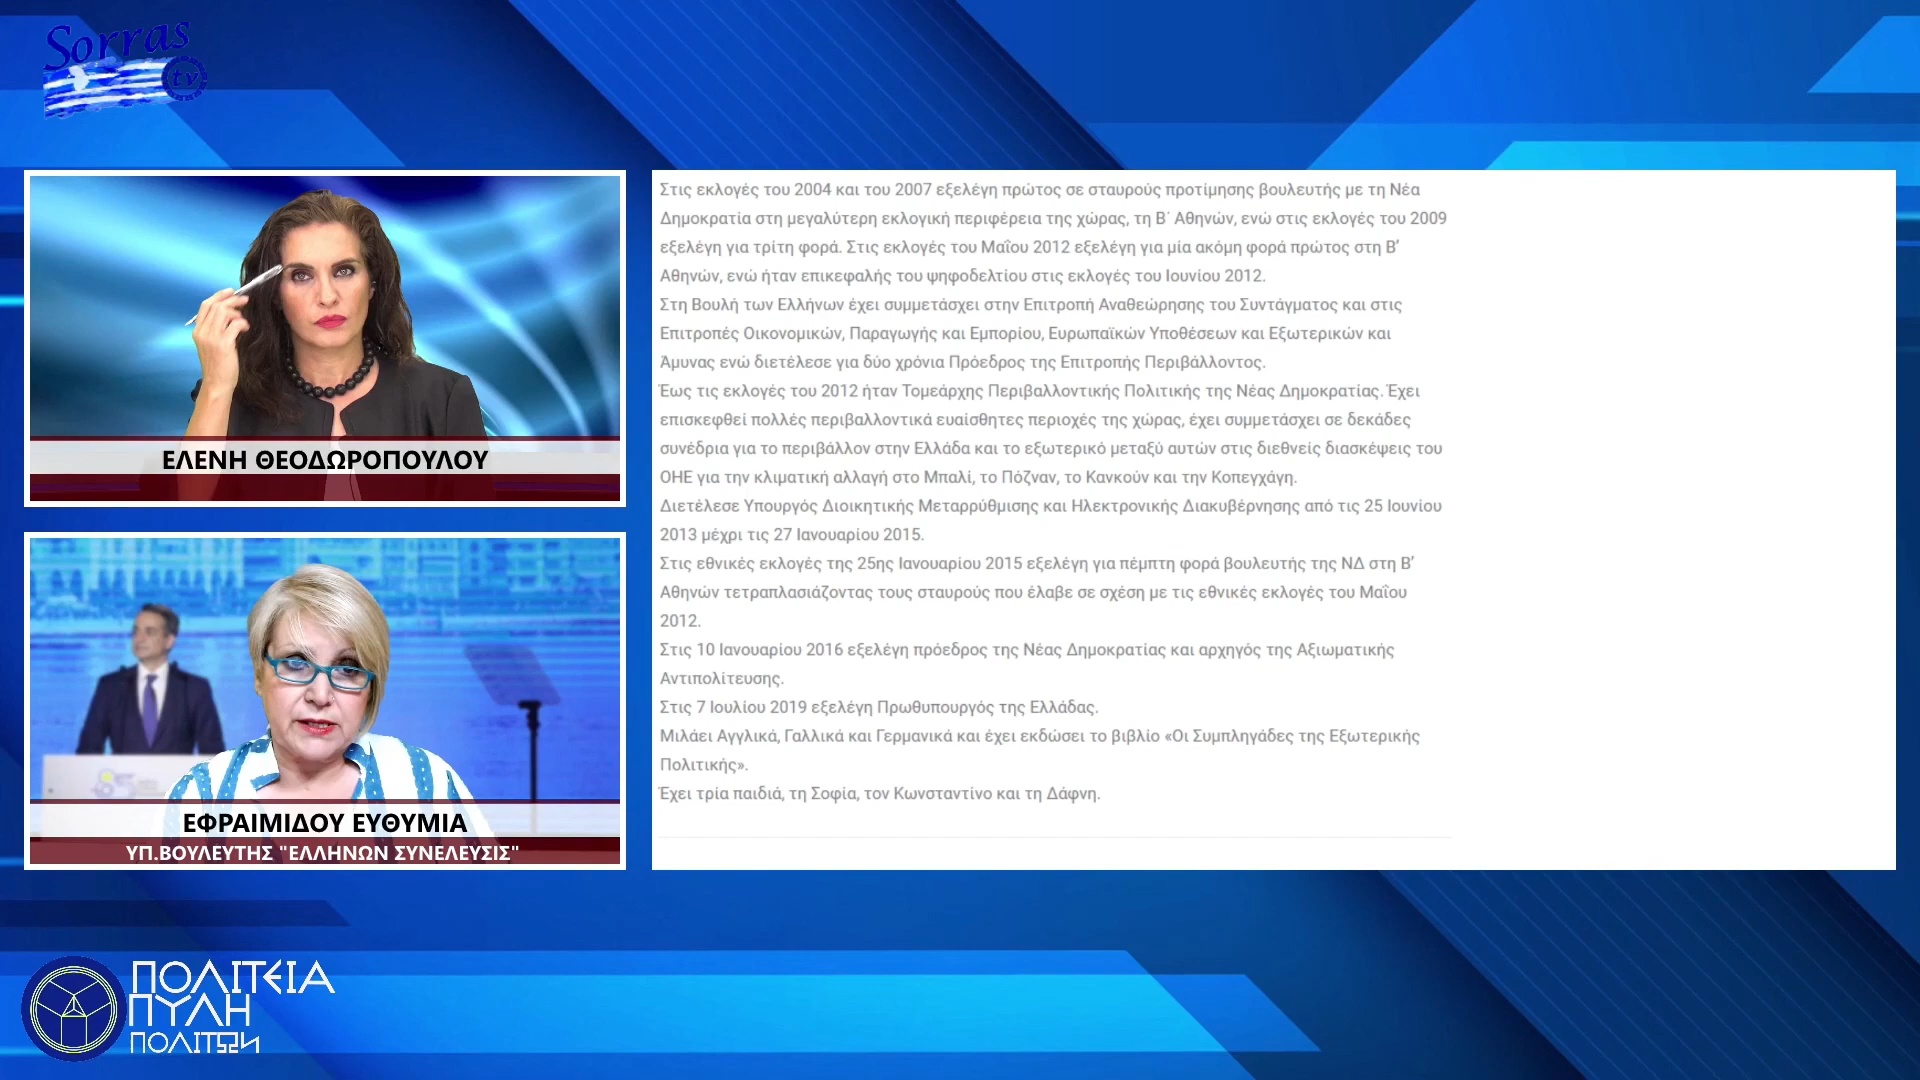 Sorras
tv
Στις εκλογές του 2004 και του 2007 εξελέγη πρώτος σε σταυρούς προτίμησης βουλευτής με τη Νέα
Δημοκρατία στη μεγαλύτερη εκλογική περιφέρεια της χώρας, τη Β΄ Αθηνών, ενώ στις εκλογές του 2009
εξελέγη για τρίτη φορά. Στις εκλογές του Μαΐου 2012 εξελέγη για μία ακόμη φορά πρώτος στη Β’
Αθηνών, ενώ ήταν επικεφαλής του ψηφοδελτίου στις εκλογές του Ιουνίου 2012.
Στη Βουλή των Ελλήνων έχει συμμετάσχει στην Επιτροπή Αναθεώρησης του Συντάγματος και στις
Επιτροπές Οικονομικών, Παραγωγής και Εμπορίου, Ευρωπαϊκών Υποθέσεων και Εξωτερικών και
Άμυνας ενώ διετέλεσε για δύο χρόνια Πρόεδρος της Επιτροπής Περιβάλλοντος.
Έως τις εκλογές του 2012 ήταν Τομεάρχης Περιβαλλοντικής Πολιτικής της Νέας Δημοκρατίας. Έχει
επισκεφθεί πολλές περιβαλλοντικά ευαίσθητες περιοχές της χώρας, έχει συμμετάσχει σε δεκάδες
συνέδρια για το περιβάλλον στην Ελλάδα και το εξωτερικό μεταξύ αυτών στις διεθνείς διασκέψεις του
ΟΗΕ για την κλιματική αλλαγή στο Μπαλί, το Πόζναν, το Κανκούν και την Κοπεγχάγη.
Διετέλεσε Υπουργός Διοικητικής Μεταρρύθμισης και Ηλεκτρονικής Διακυβέρνησης από τις 25 Ιουνίου
2013 μέχρι τις 27 Ιανουαρίου 2015.
Στις εθνικές εκλογές της 25ης Ιανουαρίου 2015 εξελέγη για πέμπτη φορά βουλευτής της ΝΔ στη Β’
Αθηνών τετραπλασιάζοντας τους σταυρούς που έλαβε σε σχέση με τις εθνικές εκλογές του Μαΐου
2012.
Στις 10 Ιανουαρίου 2016 εξελέγη πρόεδρος της Νέας Δημοκρατίας και αρχηγός της Αξιωματικής
Αντιπολίτευσης.
Στις 7 Ιουλίου 2019 εξελέγη Πρωθυπουργός της Ελλάδας.
Μιλάει Αγγλικά, Γαλλικά και Γερμανικά και έχει εκδώσει το βιβλίο «Οι Συμπληγάδες της Εξωτερικής
Πολιτικής».
Έχει τρία παιδιά, τη Σοφία, τον Κωνσταντίνο και τη Δάφνη.
ΕΛΕΝΗ ΘΕΟΔΩΡΟΠΟΥΛΟΥ
ΕΦΡΑΙΜΙΔΟΥ ΕΥΘΥΜΙΑ
ΥΠ.ΒΟΥΛΕΥΤΗΣ "ΕΛΛΗΝΩΝ ΣΥΝΕΛΕΥΣΙΣ"
ΠΟΛΙΤΕΙΑ
ΠΥΛΗ
ΠΟΛΙΤΩΝ